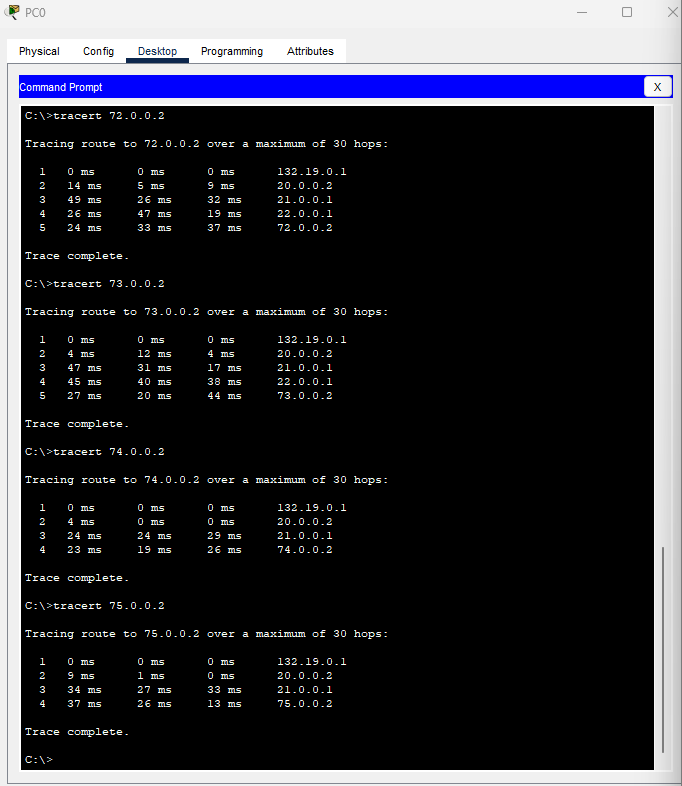 PC0
Physical Config Desktop Programming Attributes
Command Prompt X
C:\>tracert 72.0.0.2
Tracing route to 72.0.0.2 over a maximum of 30 hops:
1 0 ms 0 ms 0 ms 132.19.0.1
2 14 ms 5 ms 9 ms 20.0.0.2
3 49 ms 26 ms 32 ms 21.0.0.1
4 26 ms 47 ms 19 ms 22.0.0.1
5 24 ms 33 ms 37 ms 72.0.0.2
Trace complete.
C:\>tracert 73.0.0.2
Tracing route to 73.0.0.2 over a maximum of 30 hops:
1 0 ms 0 ms 0 ms 132.19.0.1
2 4 ms 12 ms 4 ms 20.0.0.2
3 47 ms 31 ms 17 ms 21.0.0.1
4 45 ms 40 ms 38 ms 22.0.0.1
5 27 ms 20 ms 44 ms 73.0.0.2
Trace complete.
C:\>tracert 74.0.0.2
Tracing route to 74.0.0.2 over a maximum of 30 hops:
1 0 ms 0 ms 0 ms 132.19.0.1
2 4 ms 0 ms 0 ms 20.0.0.2
3 24 ms 24 ms 29 ms 21.0.0.1
4 23 ms 19 ms 26 ms 74.0.0.2
Trace complete.
C:\>tracert 75.0.0.2
Tracing route to 75.0.0.2 over a maximum of 30 hops:
1 0 ms 0 ms 0 ms 132.19.0.1
2 9 ms 1 ms 0 ms 20.0.0.2
3 34 ms 27 ms 33 ms 21.0.0.1
4 37 ms 26 ms 13 ms 75.0.0.2
Trace complete.
C:\>